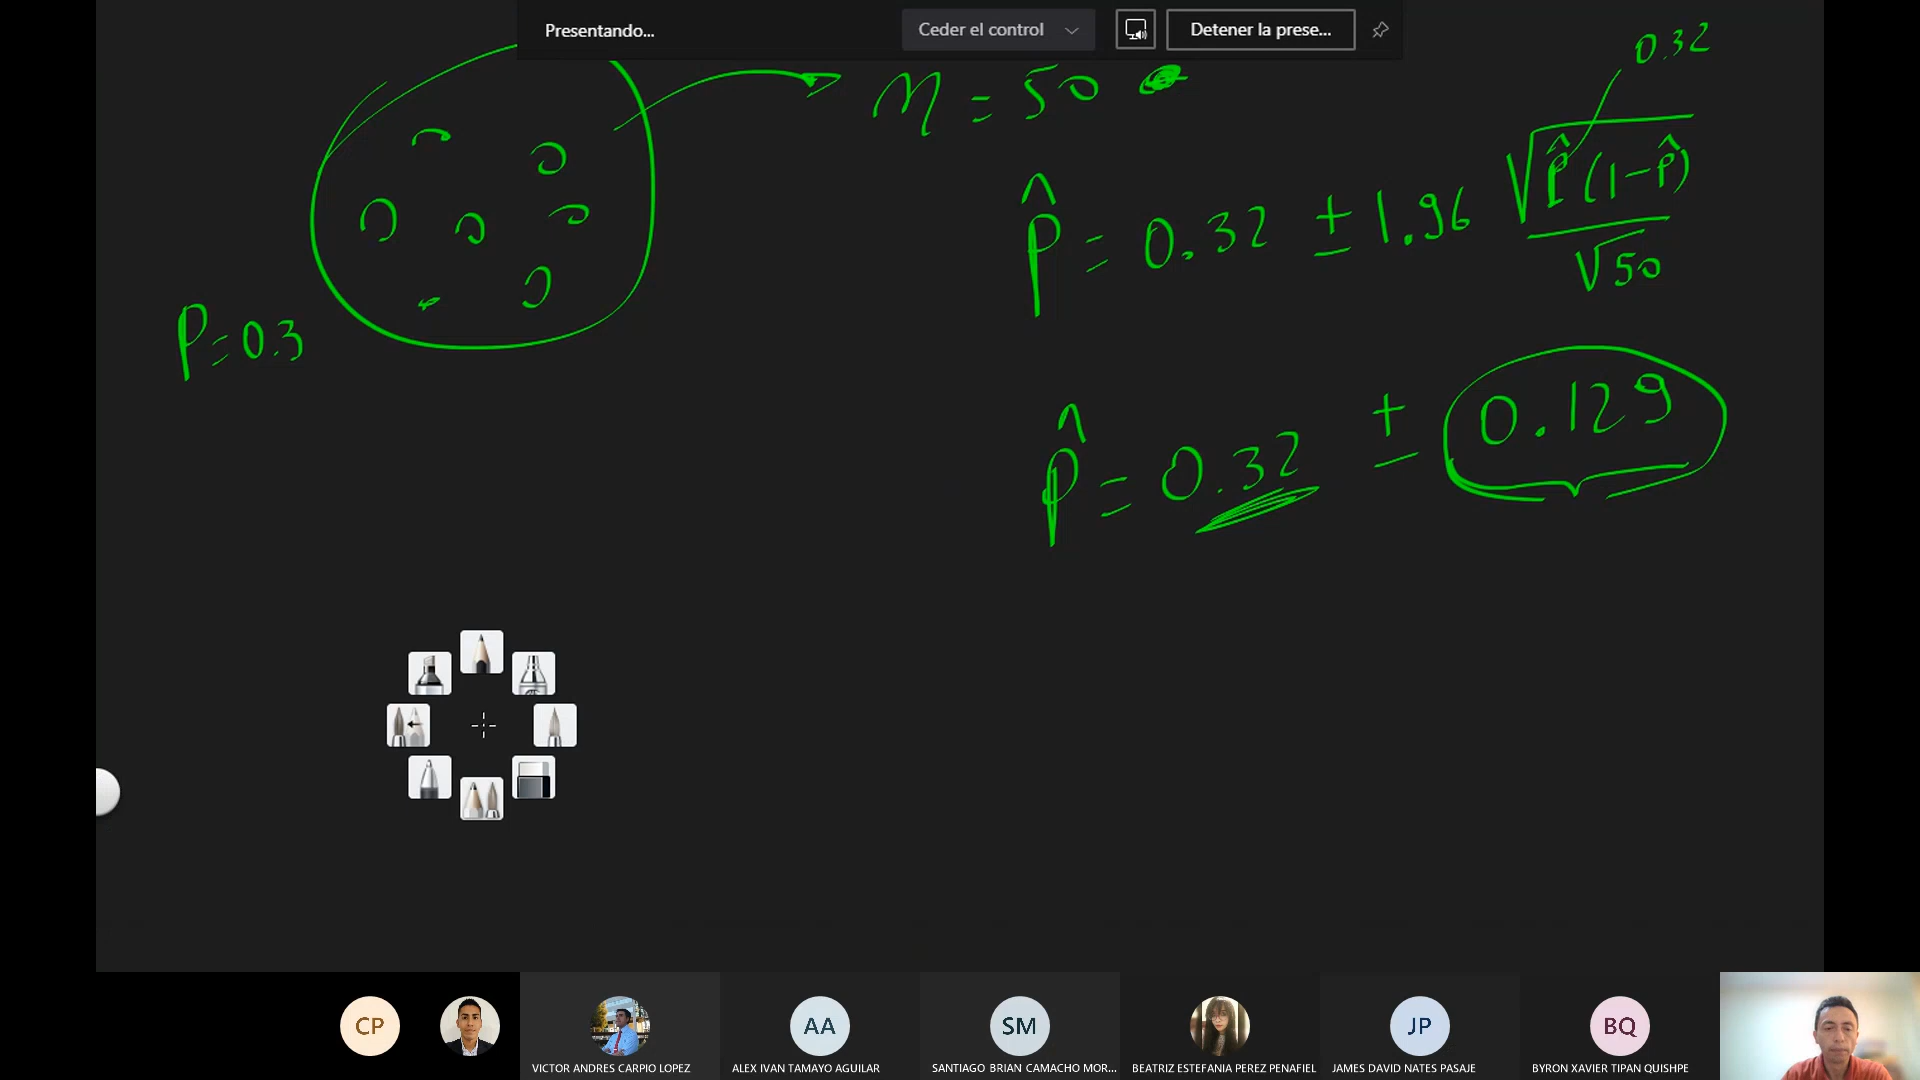 Presentando...
Ceder el control
Detener la prese...
0.32
n = 50
p̂ = 0.32 ± 1.96 √p̂(1-p̂) / √50
P=0.3
p̂ = 0.32 ± 0.129
CP
AA
SM
JP
BQ
VICTOR ANDRES CARPIO LOPEZ
ALEX IVAN TAMAYO AGUILAR
SANTIAGO BRIAN CAMACHO MOR...
BEATRIZ ESTEFANIA PEREZ PENAFIEL
JAMES DAVID NATES PASAJE
BYRON XAVIER TIPAN QUISHPE